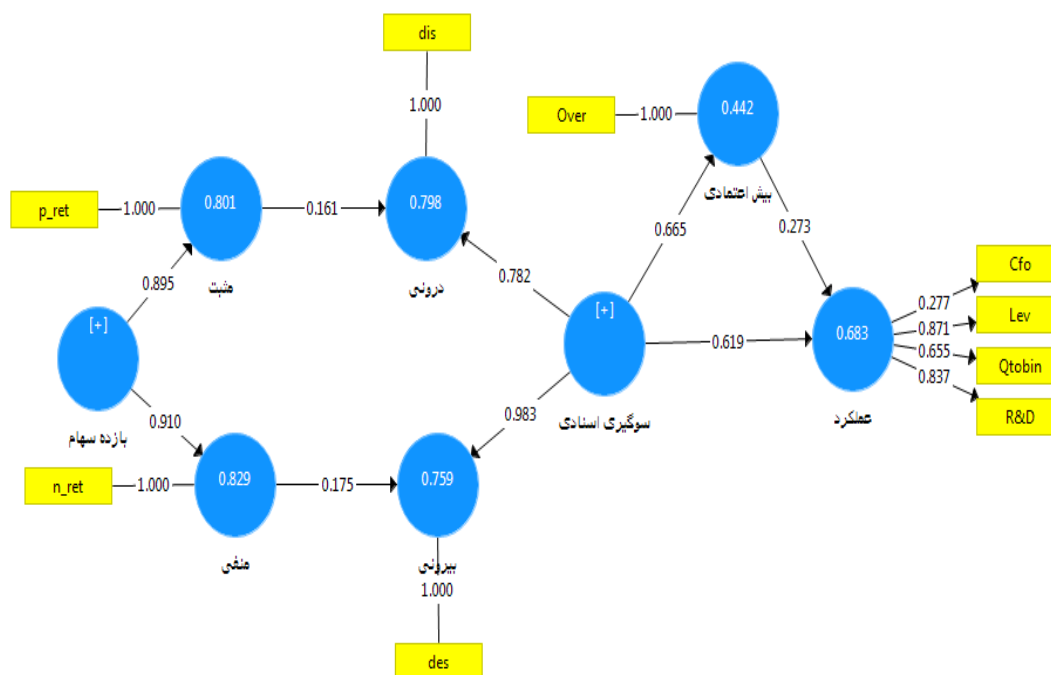 dis
1.000
Over
1.000
0.442
بیش اعتمادی
p_ret
1.000
0.801
مثبت
0.161
0.798
درونی
0.665
0.273
0.895
0.782
[+]
بازده سهام
[+]
سوگیری اسنادی
0.619
0.683
عملکرد
Cfo
0.277
Lev
0.871
0.655
Qtobin
0.837
R&D
0.910
0.983
n_ret
1.000
0.829
منفی
0.175
0.759
بیرونی
1.000
des